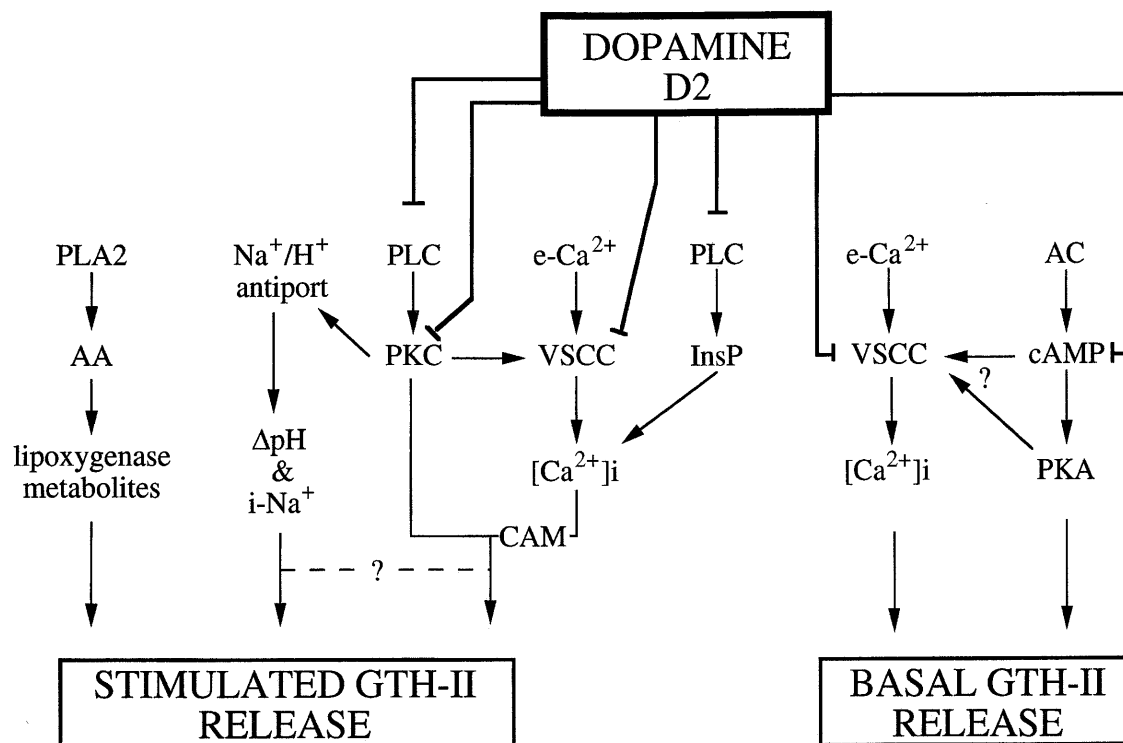 DOPAMINE
D2
PLA2
Na⁺/H⁺
antiport
PLC
e-Ca²⁺
PLC
e-Ca²⁺
AC
AA
PKC
VSCC
InsP
VSCC
cAMP
?
lipoxygenase
metabolites
ΔpH
&
i-Na⁺
[Ca²⁺]i
[Ca²⁺]i
PKA
CAM
?
STIMULATED GTH-II
RELEASE
BASAL GTH-II
RELEASE